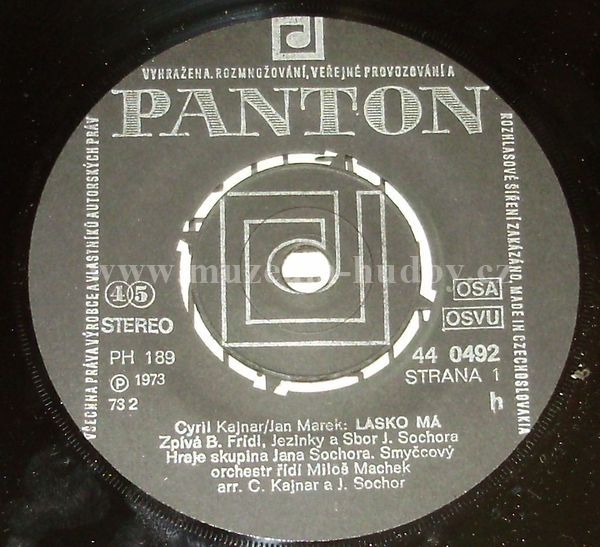 VYHRAŽENA. ROZMNOŽOVÁNÍ, VEŘEJNÉ PROVOZOVÁNÍ A
PANTON
VŠECHNA PRÁVA VÝROBCE A VLASTNÍKŮ AUTORSKÝCH PRÁV
ROZHLASOVÉ ŠÍŘENÍ ZAKÁZÁNO. MADE IN CZECHOSLOVAKIA
www.muzeum-hudby.cz
45
STEREO
OSA
OSVU
PH 189
44 0492
Ⓟ 1973
STRANA 1
73 2
h
Cyril Kajnar/Jan Marek: LÁSKO MÁ
Zpívá B. Frídl, Jezinky a Sbor J. Sochora
Hraje skupina Jana Sochora. Smyčcový
orchestr řídí Miloš Machek
arr. C. Kajnar a J. Sochor